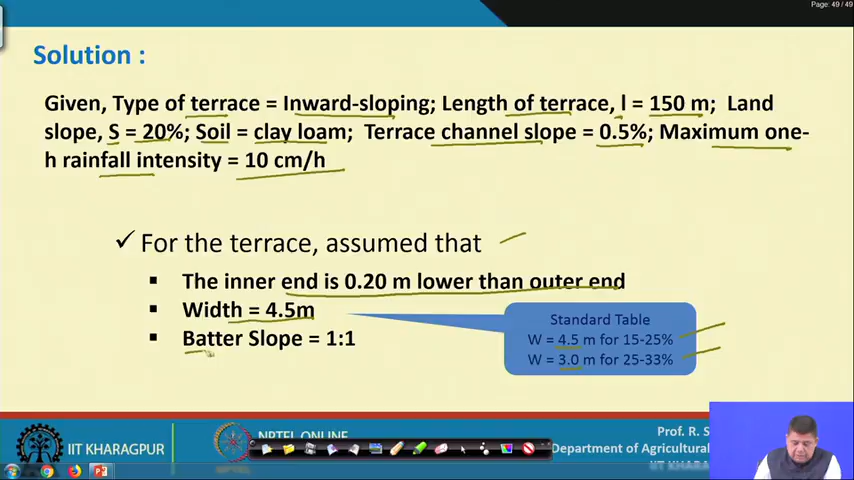 Page: 49 / 49
Solution :
Given, Type of terrace = Inward-sloping; Length of terrace, l = 150 m; Land
slope, S = 20%; Soil = clay loam; Terrace channel slope = 0.5%; Maximum one-
h rainfall intensity = 10 cm/h
✓ For the terrace, assumed that
▪ The inner end is 0.20 m lower than outer end
▪ Width = 4.5m
▪ Batter Slope = 1:1
Standard Table
W = 4.5 m for 15-25%
W = 3.0 m for 25-33%
IIT KHARAGPUR
NPTEL ONLINE
NPTEL
Prof. R. S
Department of Agricultural
IIT KHARA